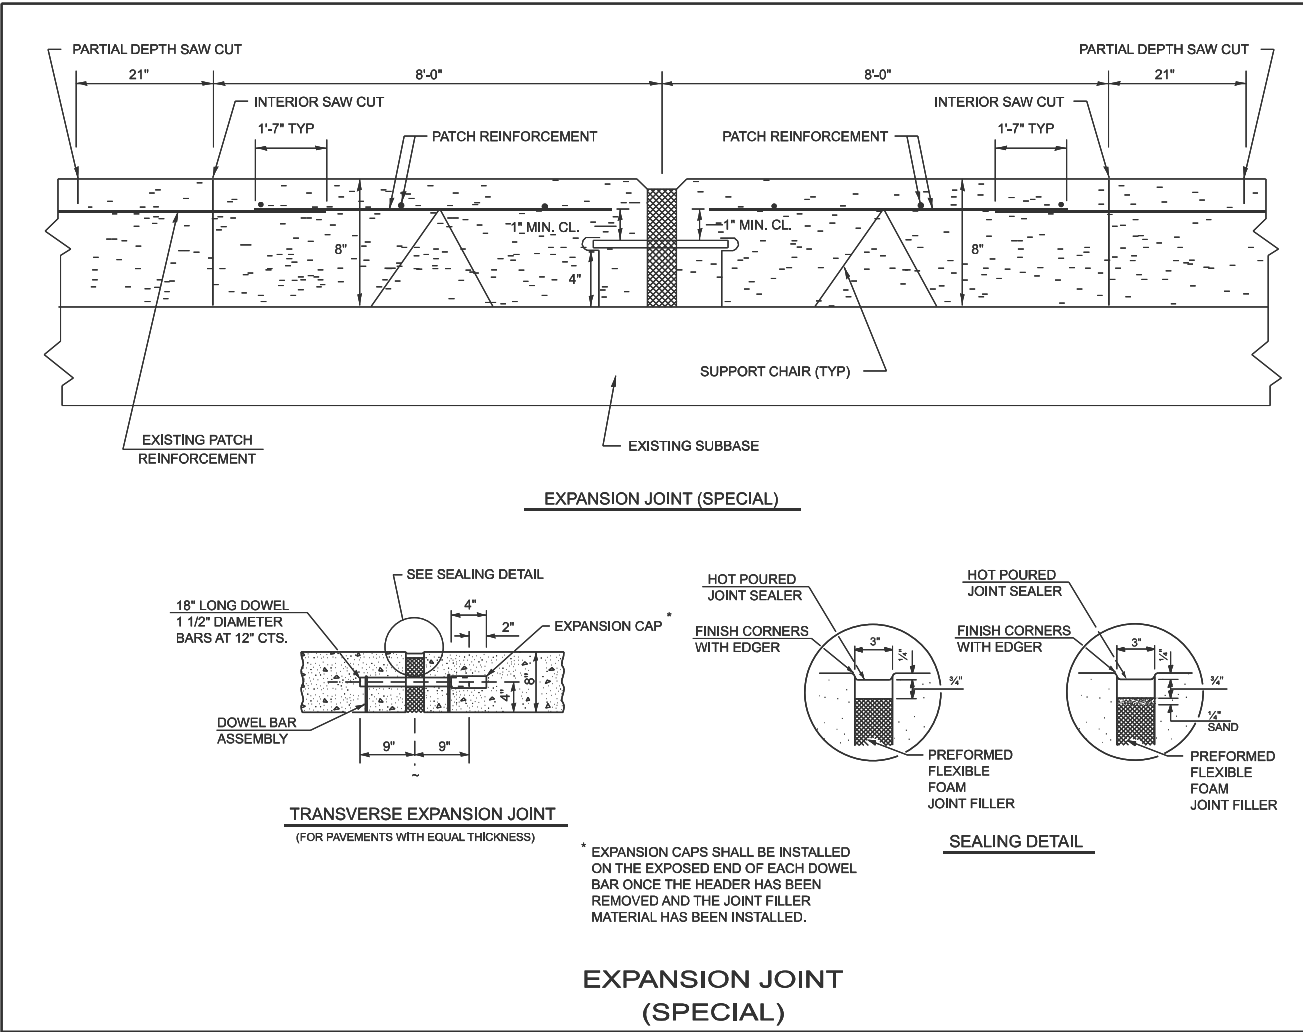 PARTIAL DEPTH SAW CUT
PARTIAL DEPTH SAW CUT
21"
8'-0"
8'-0"
21"
INTERIOR SAW CUT
INTERIOR SAW CUT
1'-7" TYP
PATCH REINFORCEMENT
PATCH REINFORCEMENT
1'-7" TYP
1" MIN. CL.
1" MIN. CL.
8"
8"
4"
SUPPORT CHAIR (TYP)
EXISTING PATCH
REINFORCEMENT
EXISTING SUBBASE
EXPANSION JOINT (SPECIAL)
SEE SEALING DETAIL
18" LONG DOWEL
1 1/2" DIAMETER
BARS AT 12" CTS.
4"
2"
EXPANSION CAP *
8"
4"
DOWEL BAR
ASSEMBLY
9"
9"
~
TRANSVERSE EXPANSION JOINT
(FOR PAVEMENTS WITH EQUAL THICKNESS)
HOT POURED
JOINT SEALER
FINISH CORNERS
WITH EDGER
3"
¼"
¾"
PREFORMED
FLEXIBLE
FOAM
JOINT FILLER
HOT POURED
JOINT SEALER
FINISH CORNERS
WITH EDGER
3"
¼"
¾"
¼"
SAND
PREFORMED
FLEXIBLE
FOAM
JOINT FILLER
SEALING DETAIL
* EXPANSION CAPS SHALL BE INSTALLED
ON THE EXPOSED END OF EACH DOWEL
BAR ONCE THE HEADER HAS BEEN
REMOVED AND THE JOINT FILLER
MATERIAL HAS BEEN INSTALLED.
EXPANSION JOINT
(SPECIAL)